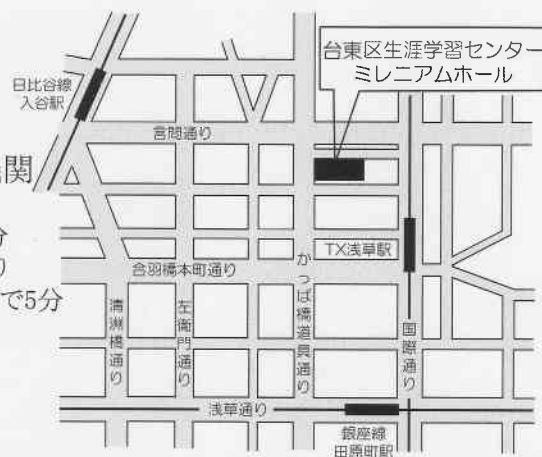 台東区生涯学習センター
ミレニアムホール
日比谷線
入谷駅
言問通り
関
分
り
で5分
TX浅草駅
合羽橋本町通り
かっぱ橋道具通り
清洲橋通り
左衛門通り
国際通り
浅草通り
銀座線
田原町駅